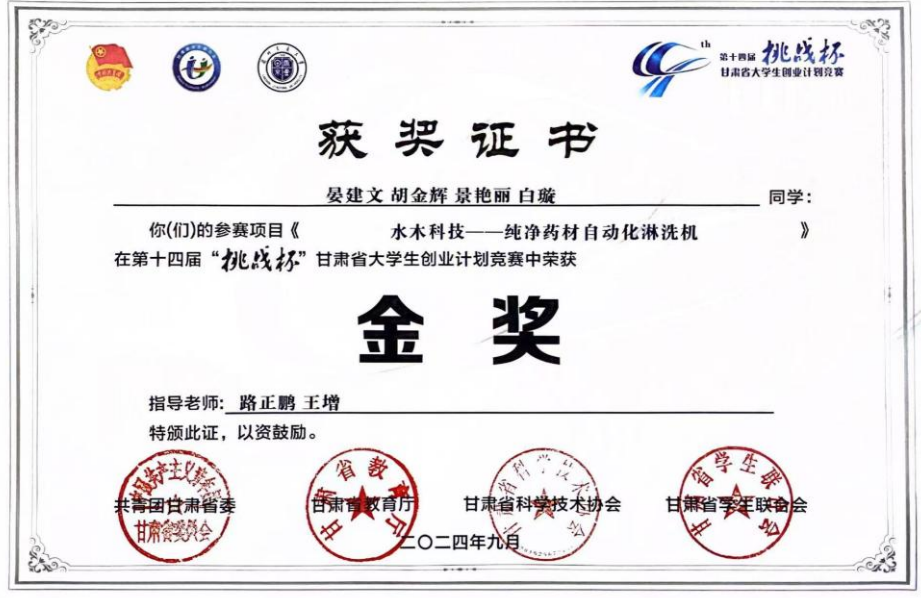 th
第十四届 挑战杯
甘肃省大学生创业计划竞赛
获奖证书
晏建文 胡金辉 景艳丽 白璇 同学:
你(们)的参赛项目《 水木科技——纯净药材自动化淋洗机 》
在第十四届“挑战杯”甘肃省大学生创业计划竞赛中荣获
金奖
指导老师: 路正鹏 王增
特颁此证，以资鼓励。
共青团甘肃省委 甘肃省教育厅 甘肃省科学技术协会 甘肃省学生联合会
二〇二四年九月